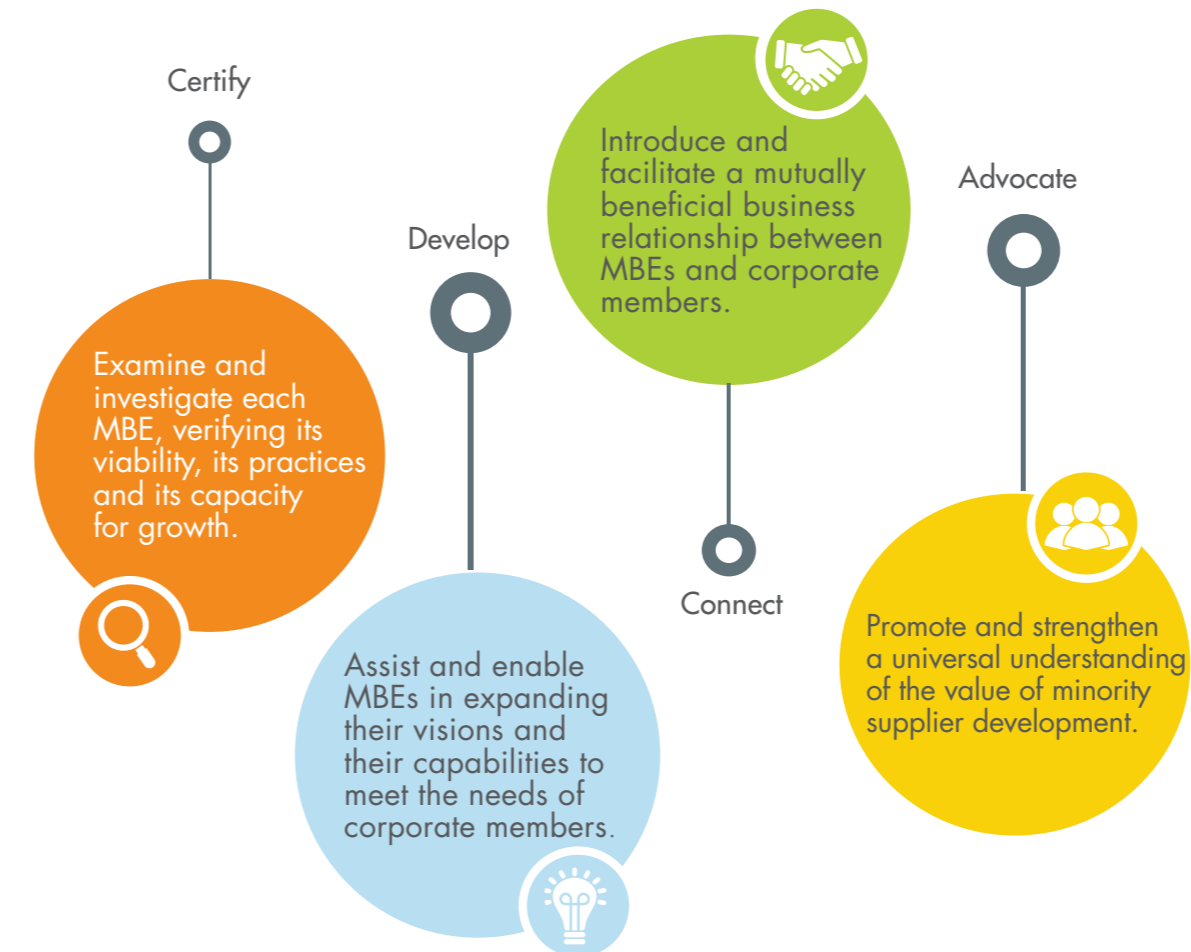 Certify
Examine and
investigate each
MBE, verifying its
viability, its practices
and its capacity
for growth.
Develop
Assist and enable
MBEs in expanding
their visions and
their capabilities to
meet the needs of
corporate members.
Introduce and
facilitate a mutually
beneficial business
relationship between
MBEs and corporate
members.
Connect
Advocate
Promote and strengthen
a universal understanding
of the value of minority
supplier development.